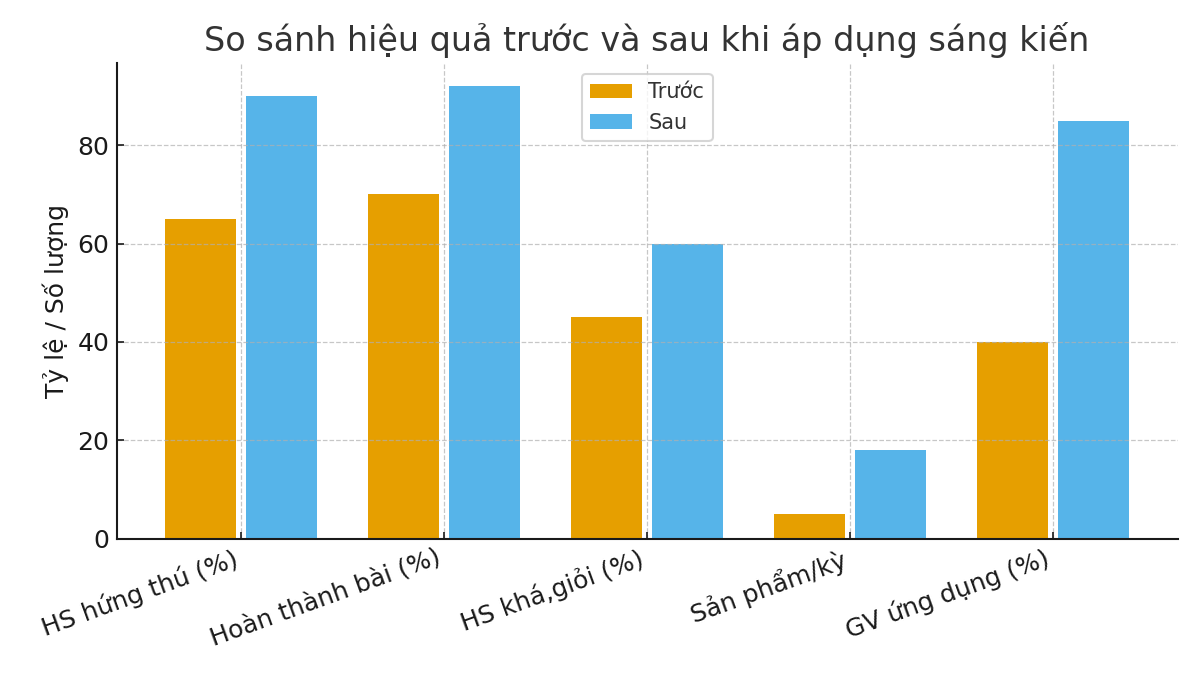 So sánh hiệu quả trước và sau khi áp dụng sáng kiến
Trước
Sau
Tỷ lệ / Số lượng
80
60
40
20
0
HS hứng thú (%)
Hoàn thành bài (%)
HS khá,giỏi (%)
Sản phẩm/kỳ
GV ứng dụng (%)